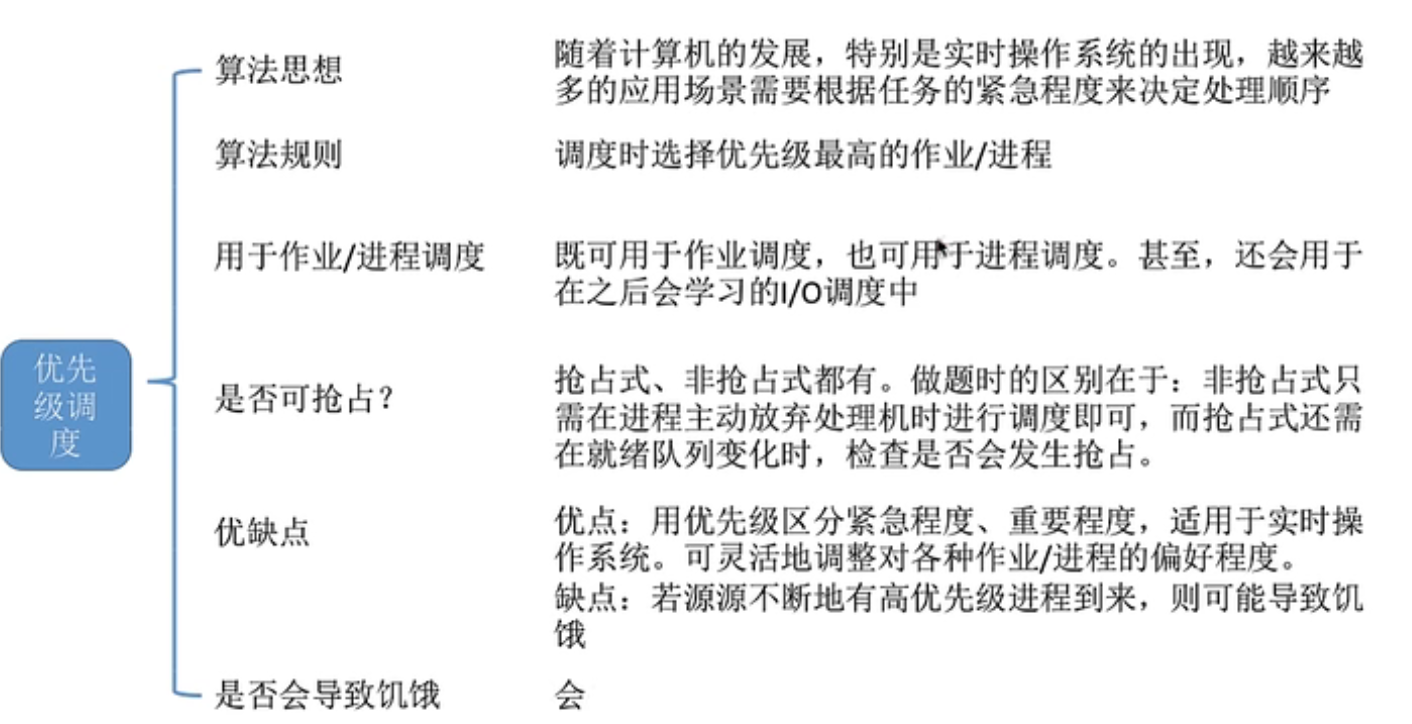 算法思想
随着计算机的发展，特别是实时操作系统的出现，越来越
多的应用场景需要根据任务的紧急程度来决定处理顺序
算法规则
调度时选择优先级最高的作业/进程
用于作业/进程调度
既可用于作业调度，也可用于进程调度。甚至，还会用于
在之后会学习的I/O调度中
优先
级调
度
是否可抢占？
抢占式、非抢占式都有。做题时的区别在于：非抢占式只
需在进程主动放弃处理机时进行调度即可，而抢占式还需
在就绪队列变化时，检查是否会发生抢占。
优缺点
优点：用优先级区分紧急程度、重要程度，适用于实时操
作系统。可灵活地调整对各种作业/进程的偏好程度。
缺点：若源源不断地有高优先级进程到来，则可能导致饥
饿
是否会导致饥饿
会